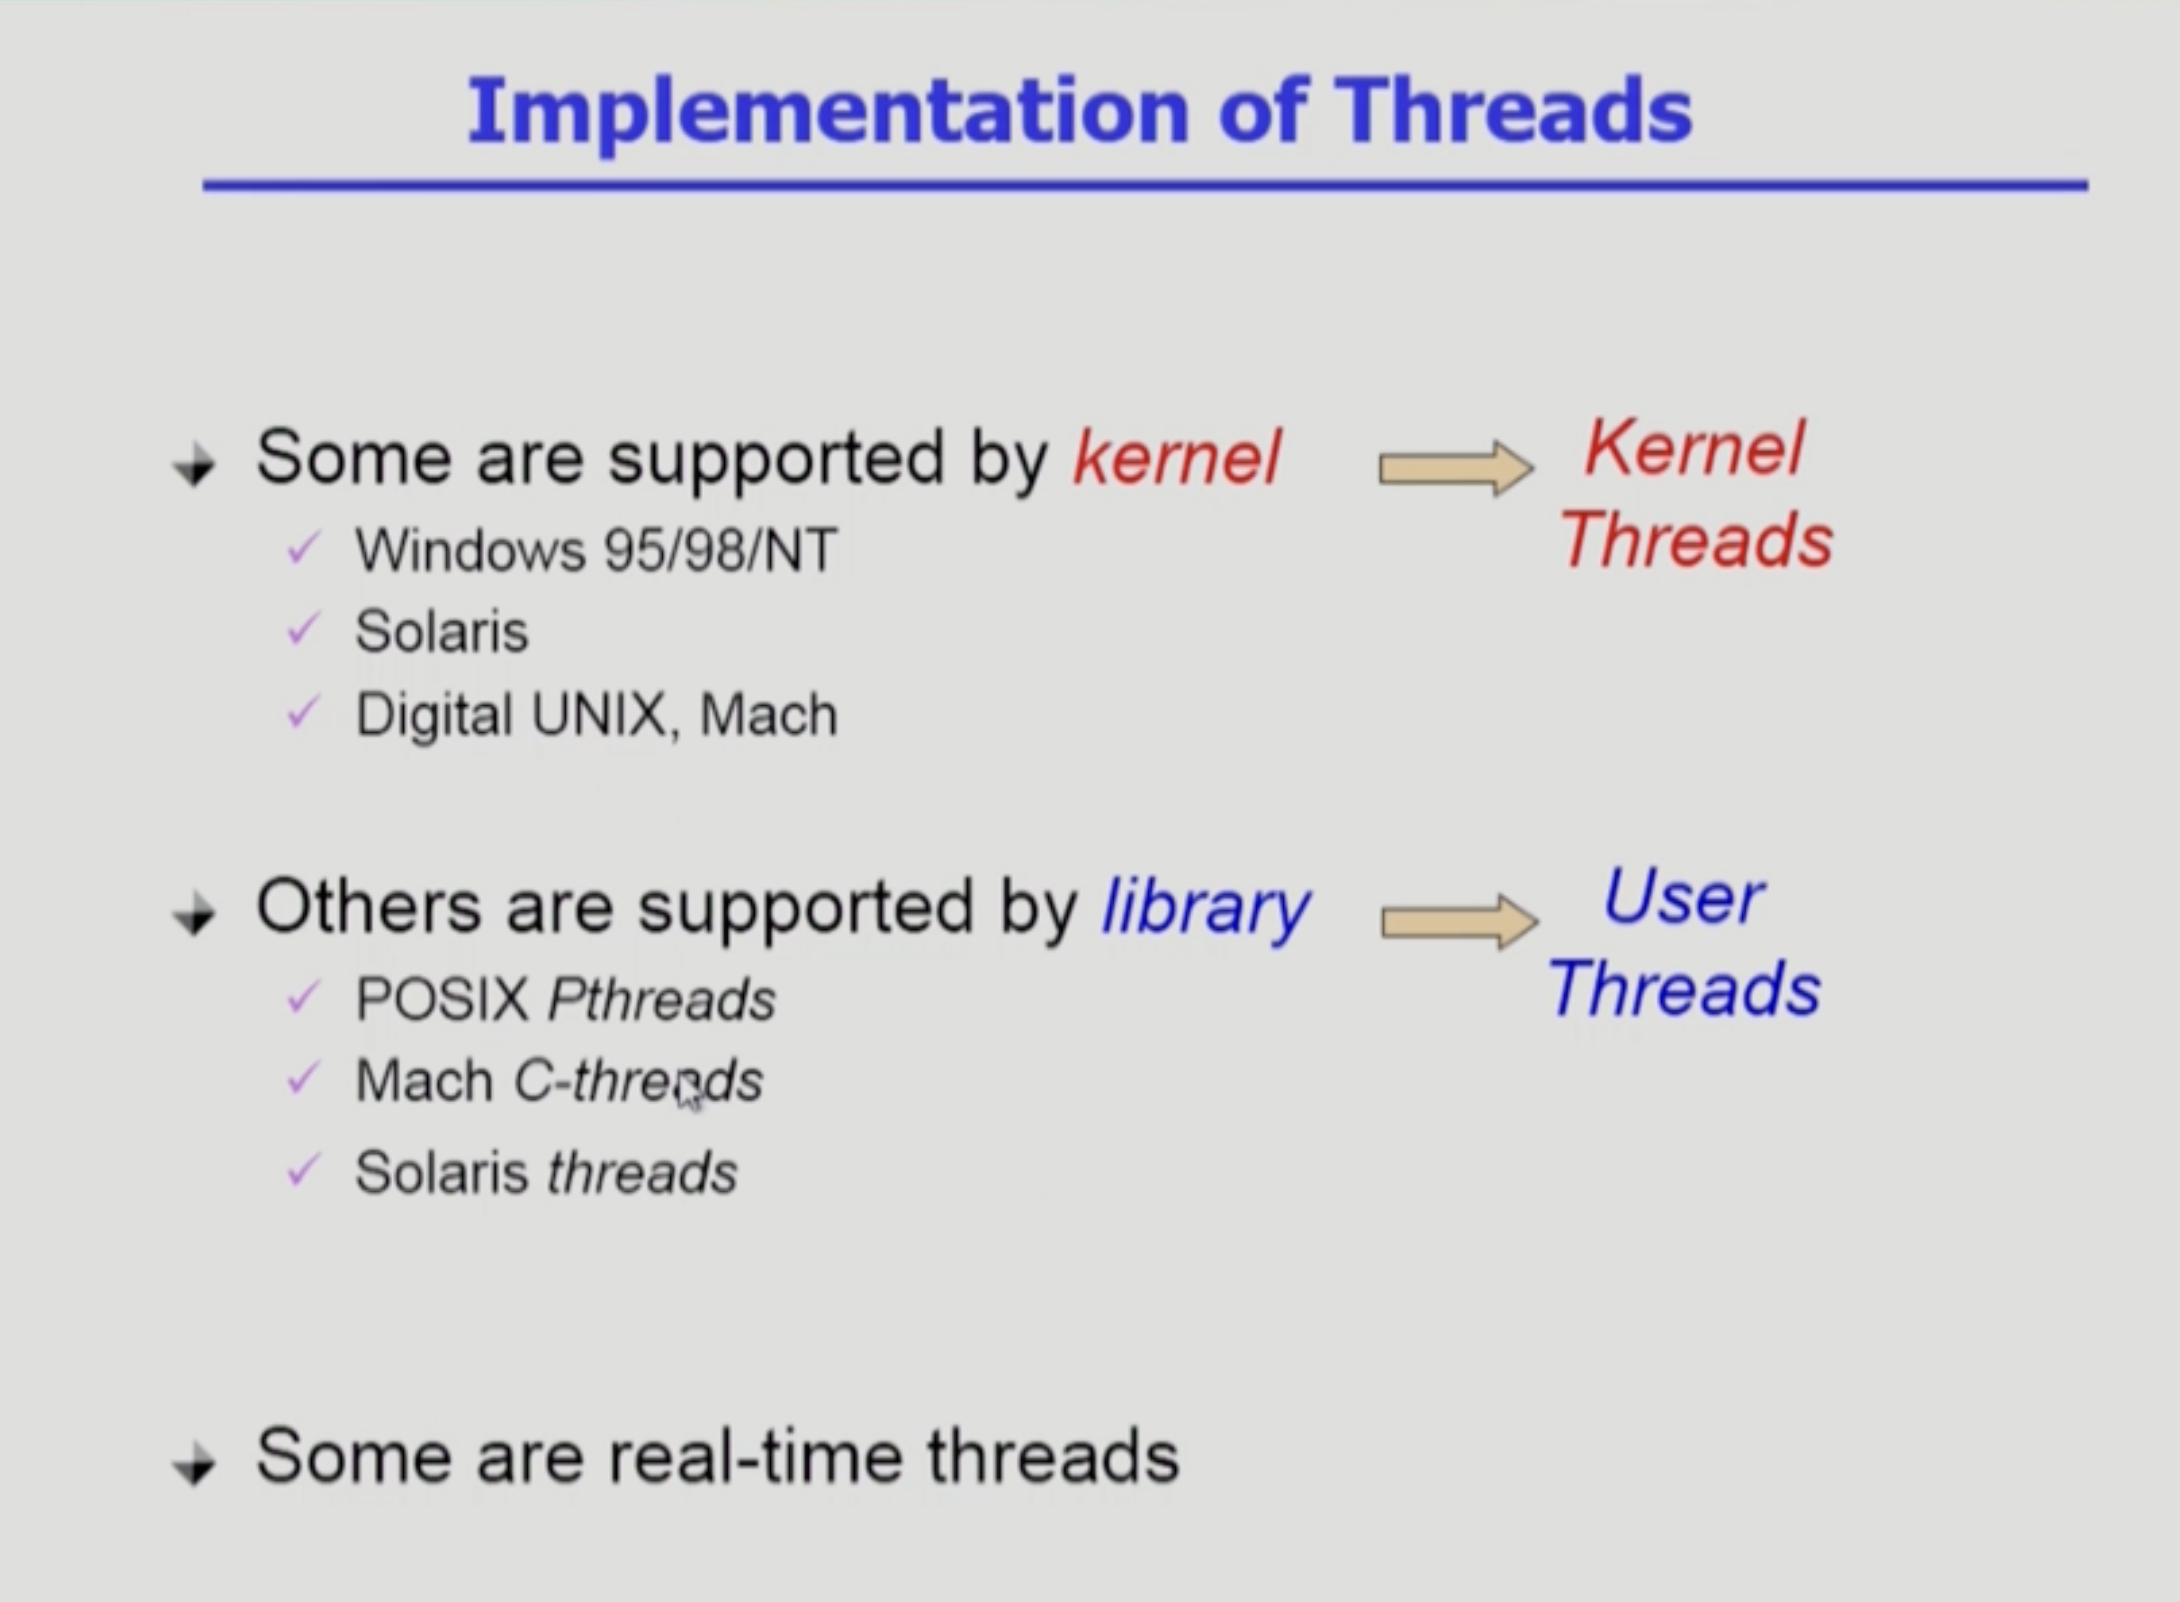 Implementation of Threads
Some are supported by kernel
Kernel
Threads
Windows 95/98/NT
Solaris
Digital UNIX, Mach
Others are supported by library
User
Threads
POSIX Pthreads
Mach C-threads
Solaris threads
Some are real-time threads